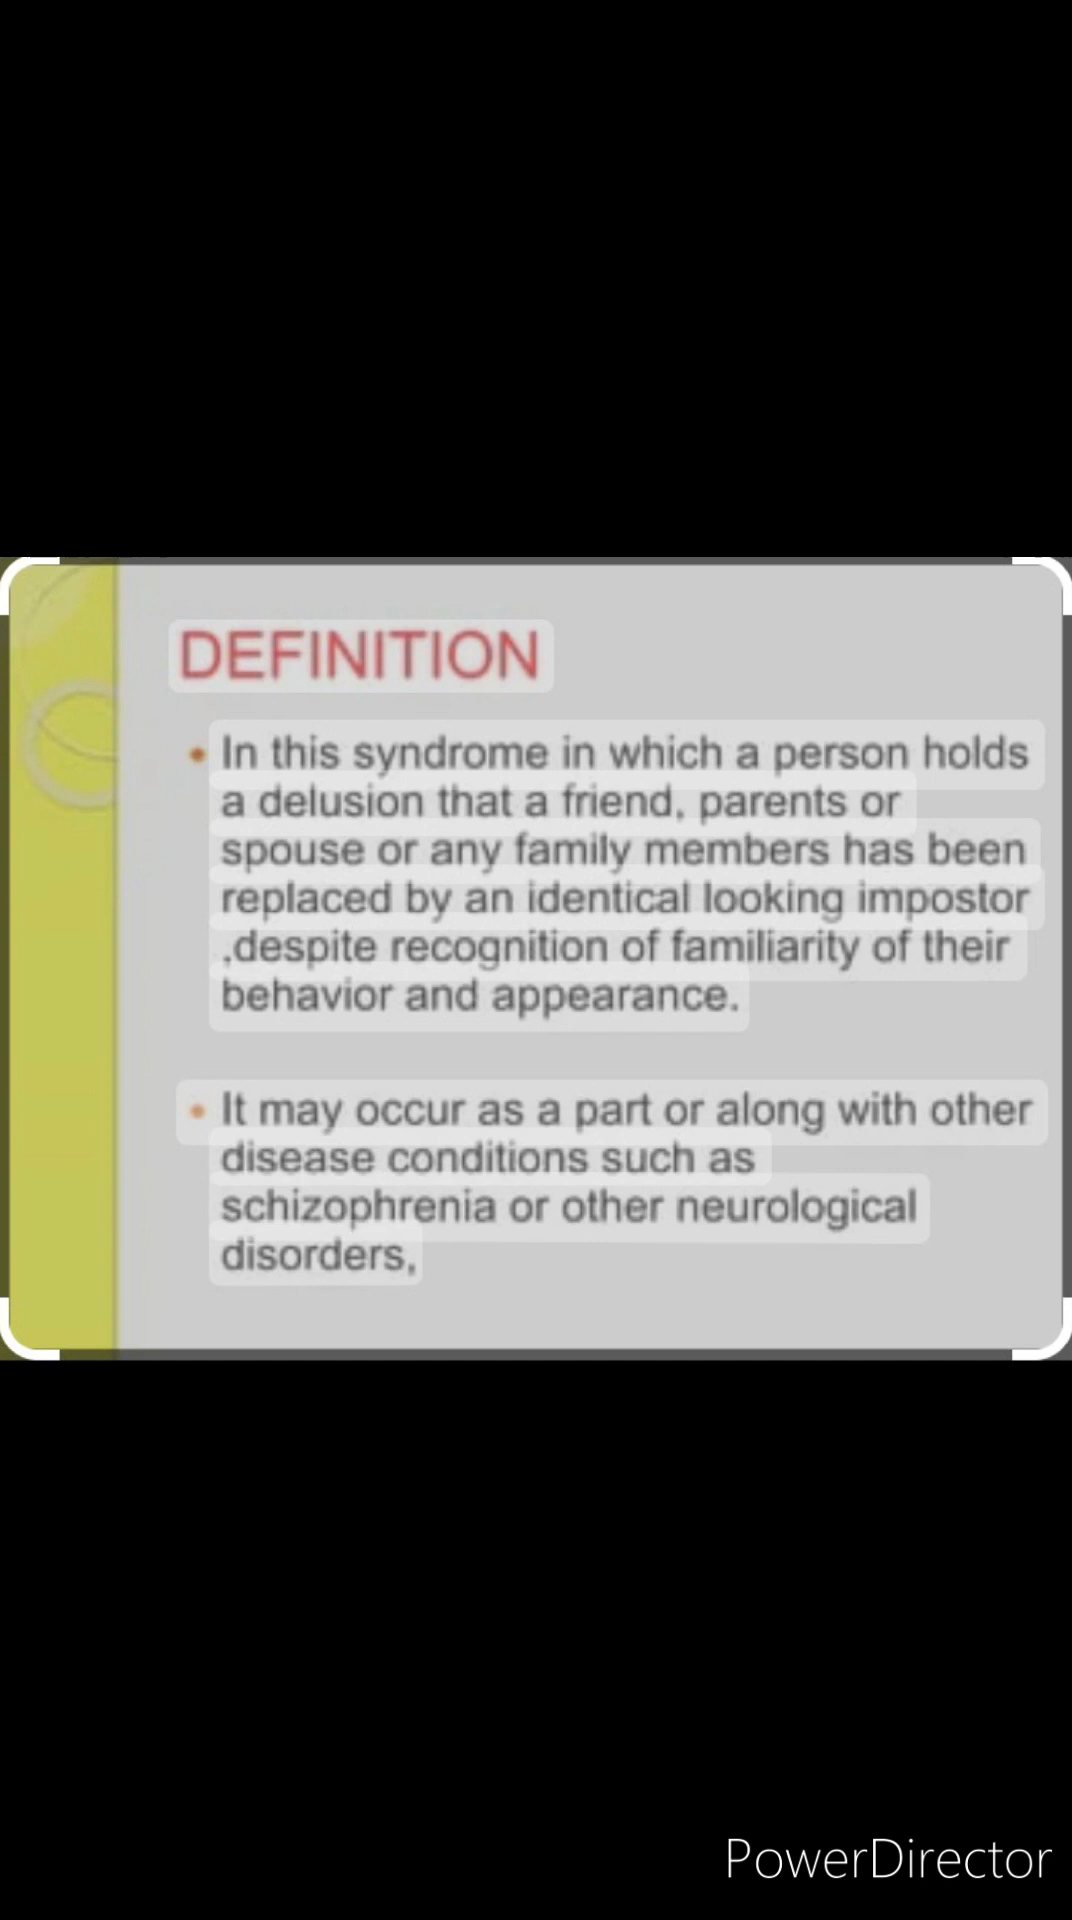 DEFINITION
• In this syndrome in which a person holds
a delusion that a friend, parents or
spouse or any family members has been
replaced by an identical looking impostor
,despite recognition of familiarity of their
behavior and appearance.
• It may occur as a part or along with other
disease conditions such as
schizophrenia or other neurological
disorders,
PowerDirector